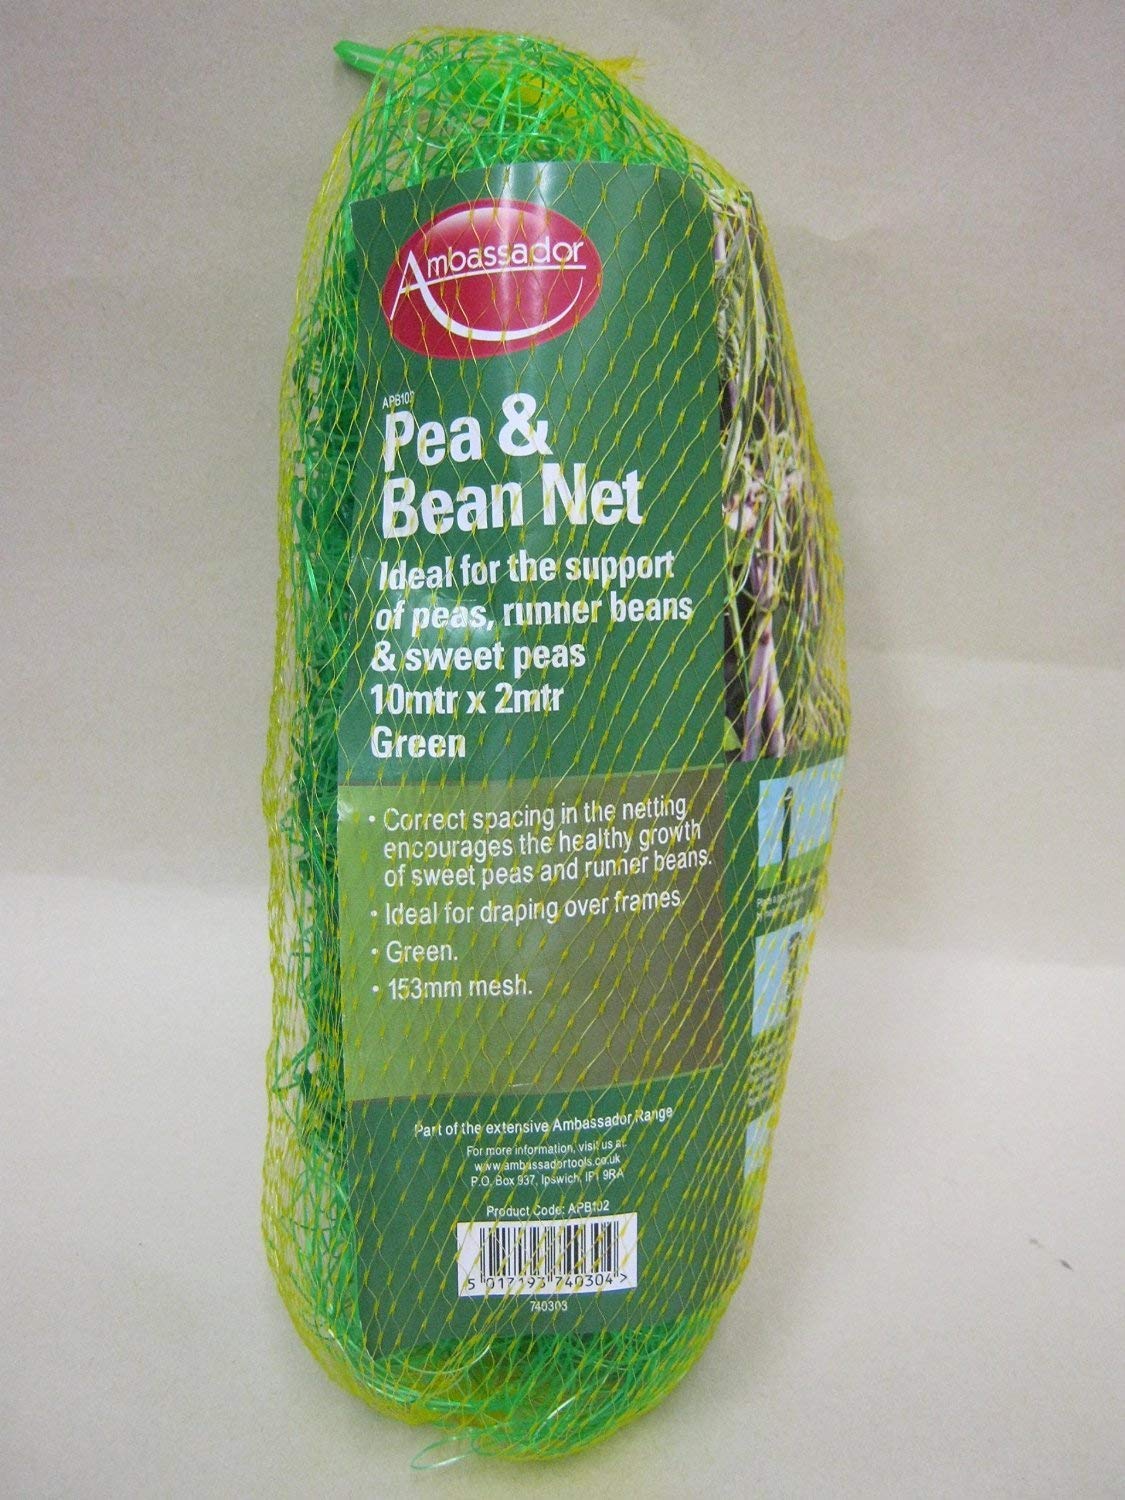 Ambassador
APB102
Pea &
Bean Net
Ideal for the support
of peas, runner beans
& sweet peas
10mtr x 2mtr
Green
• Correct spacing in the netting
encourages the healthy growth
of sweet peas and runner beans.
• Ideal for draping over frames
• Green.
• 153mm mesh.
Part of the extensive Ambassador Range
For more information, visit us at:
www.ambassadortools.co.uk
P.O. Box 937, Ipswich, IP1 9RA
Product Code: APB102
5 017193 740304 >
740303